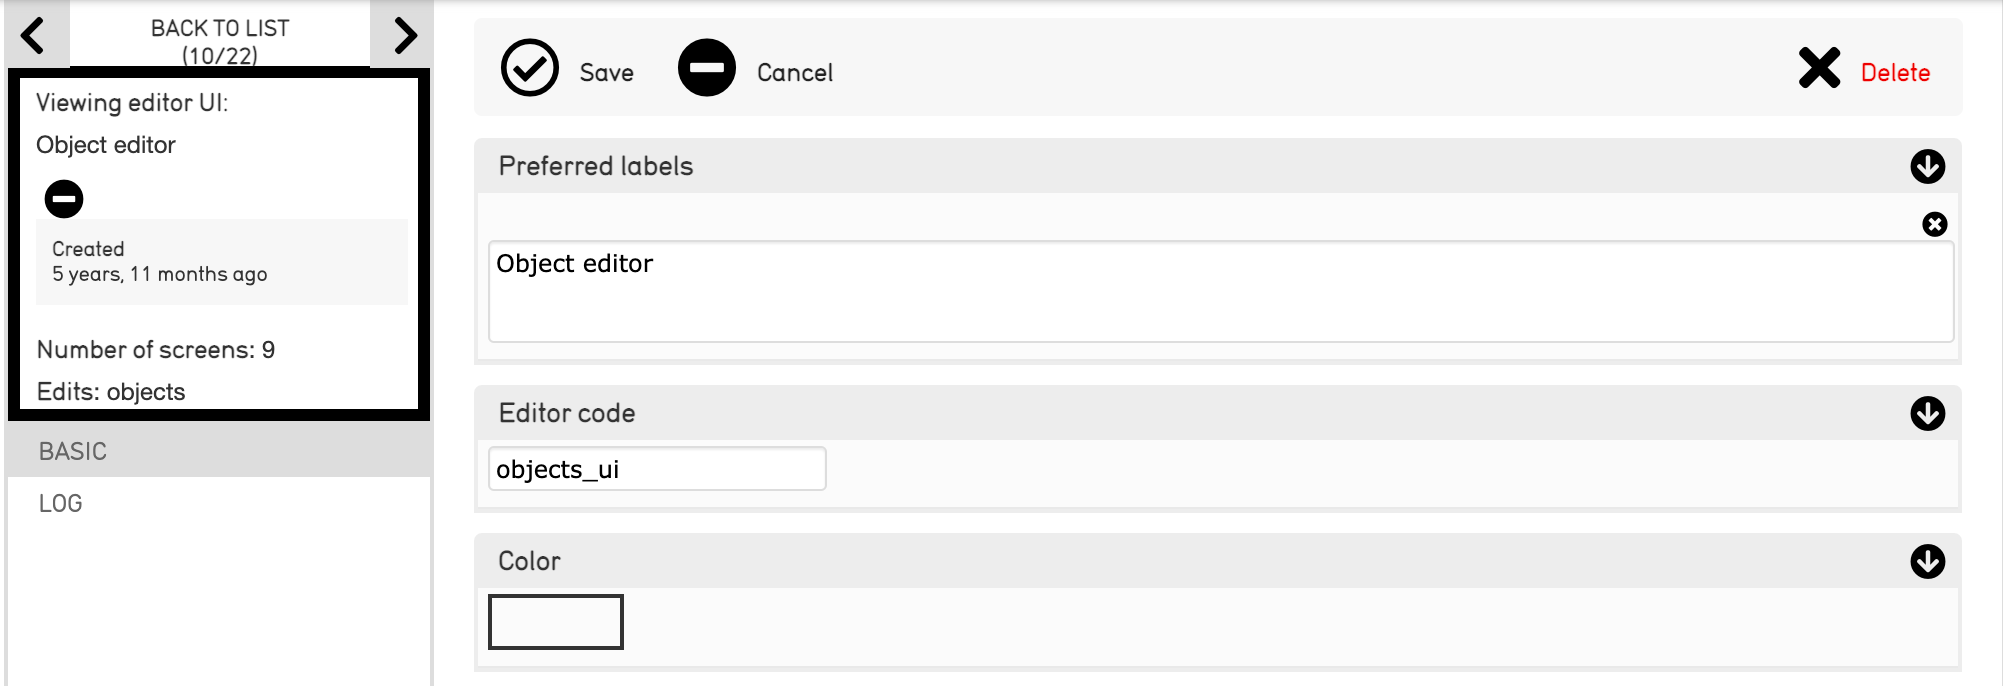 BACK TO LIST
(10/22)
Viewing editor UI:
Object editor
Created
5 years, 11 months ago
Number of screens: 9
Edits: objects
BASIC
LOG
Save
Cancel
Delete
Preferred labels
Object editor
Editor code
objects_ui
Color